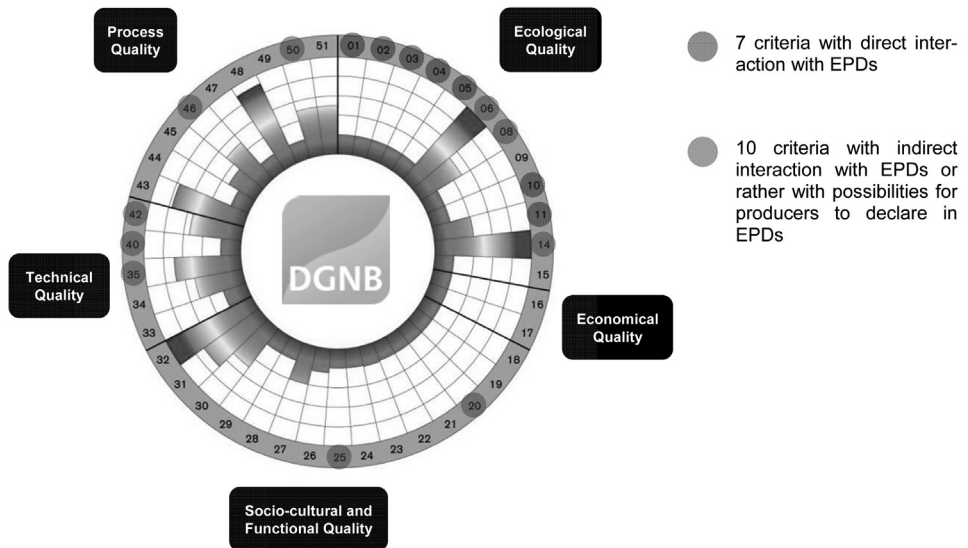 Process
Quality
Ecological
Quality
7 criteria with direct inter-
action with EPDs
10 criteria with indirect
interaction with EPDs or
rather with possibilities for
producers to declare in
EPDs
01
02
03
04
05
06
08
09
10
11
14
15
16
17
18
19
20
21
22
23
24
25
26
27
28
29
30
31
32
33
34
35
40
42
43
44
45
46
47
48
49
50
51
DGNB
Technical
Quality
Economical
Quality
Socio-cultural and
Functional Quality